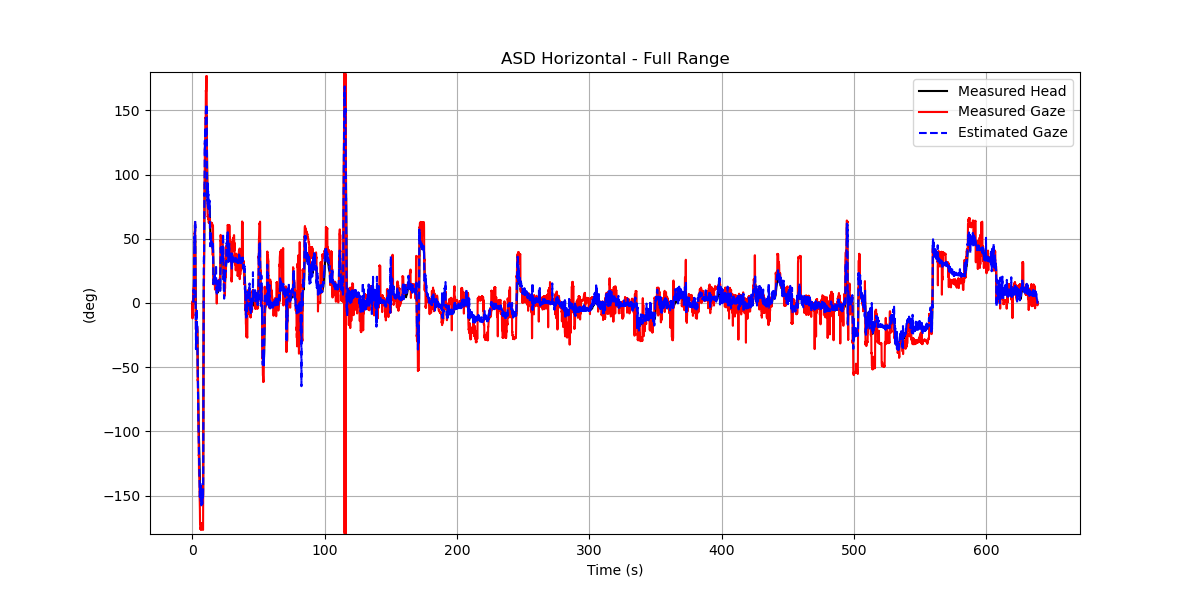 ASD Horizontal - Full Range
Measured Head
Measured Gaze
Estimated Gaze
150
100
50
0
−50
−100
−150
(deg)
0 100 200 300 400 500 600
Time (s)